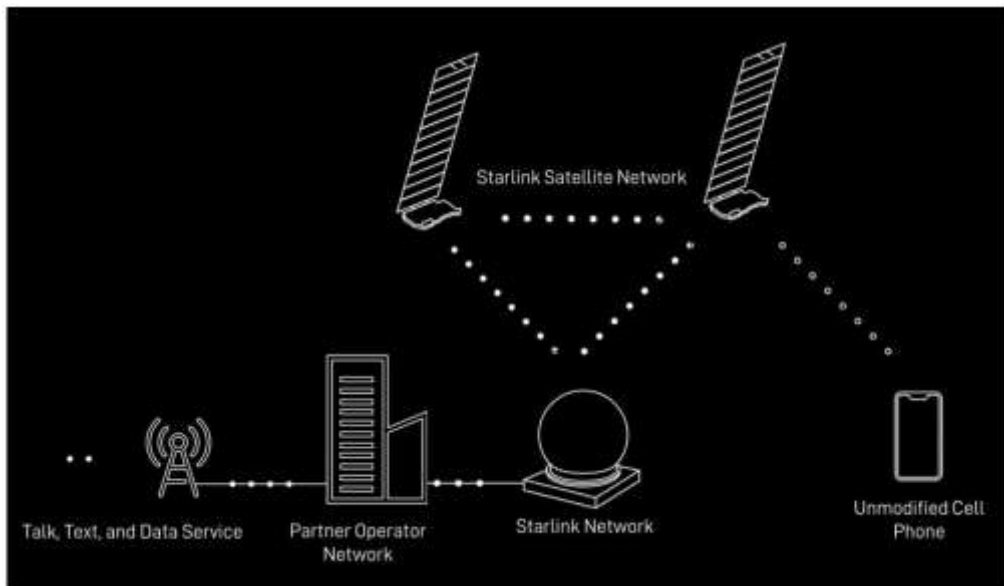 Starlink Satellite Network
Talk, Text, and Data Service
Partner Operator
Network
Starlink Network
Unmodified Cell
Phone